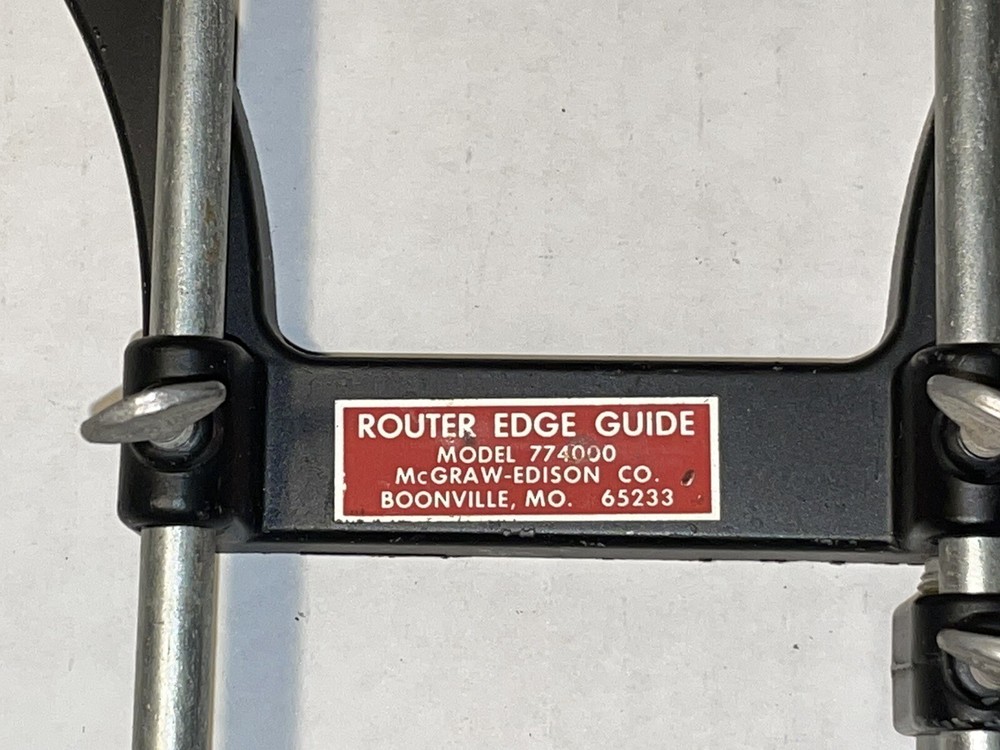 ROUTER EDGE GUIDE
MODEL 774000
McGRAW-EDISON CO.
BOONVILLE, MO. 65233